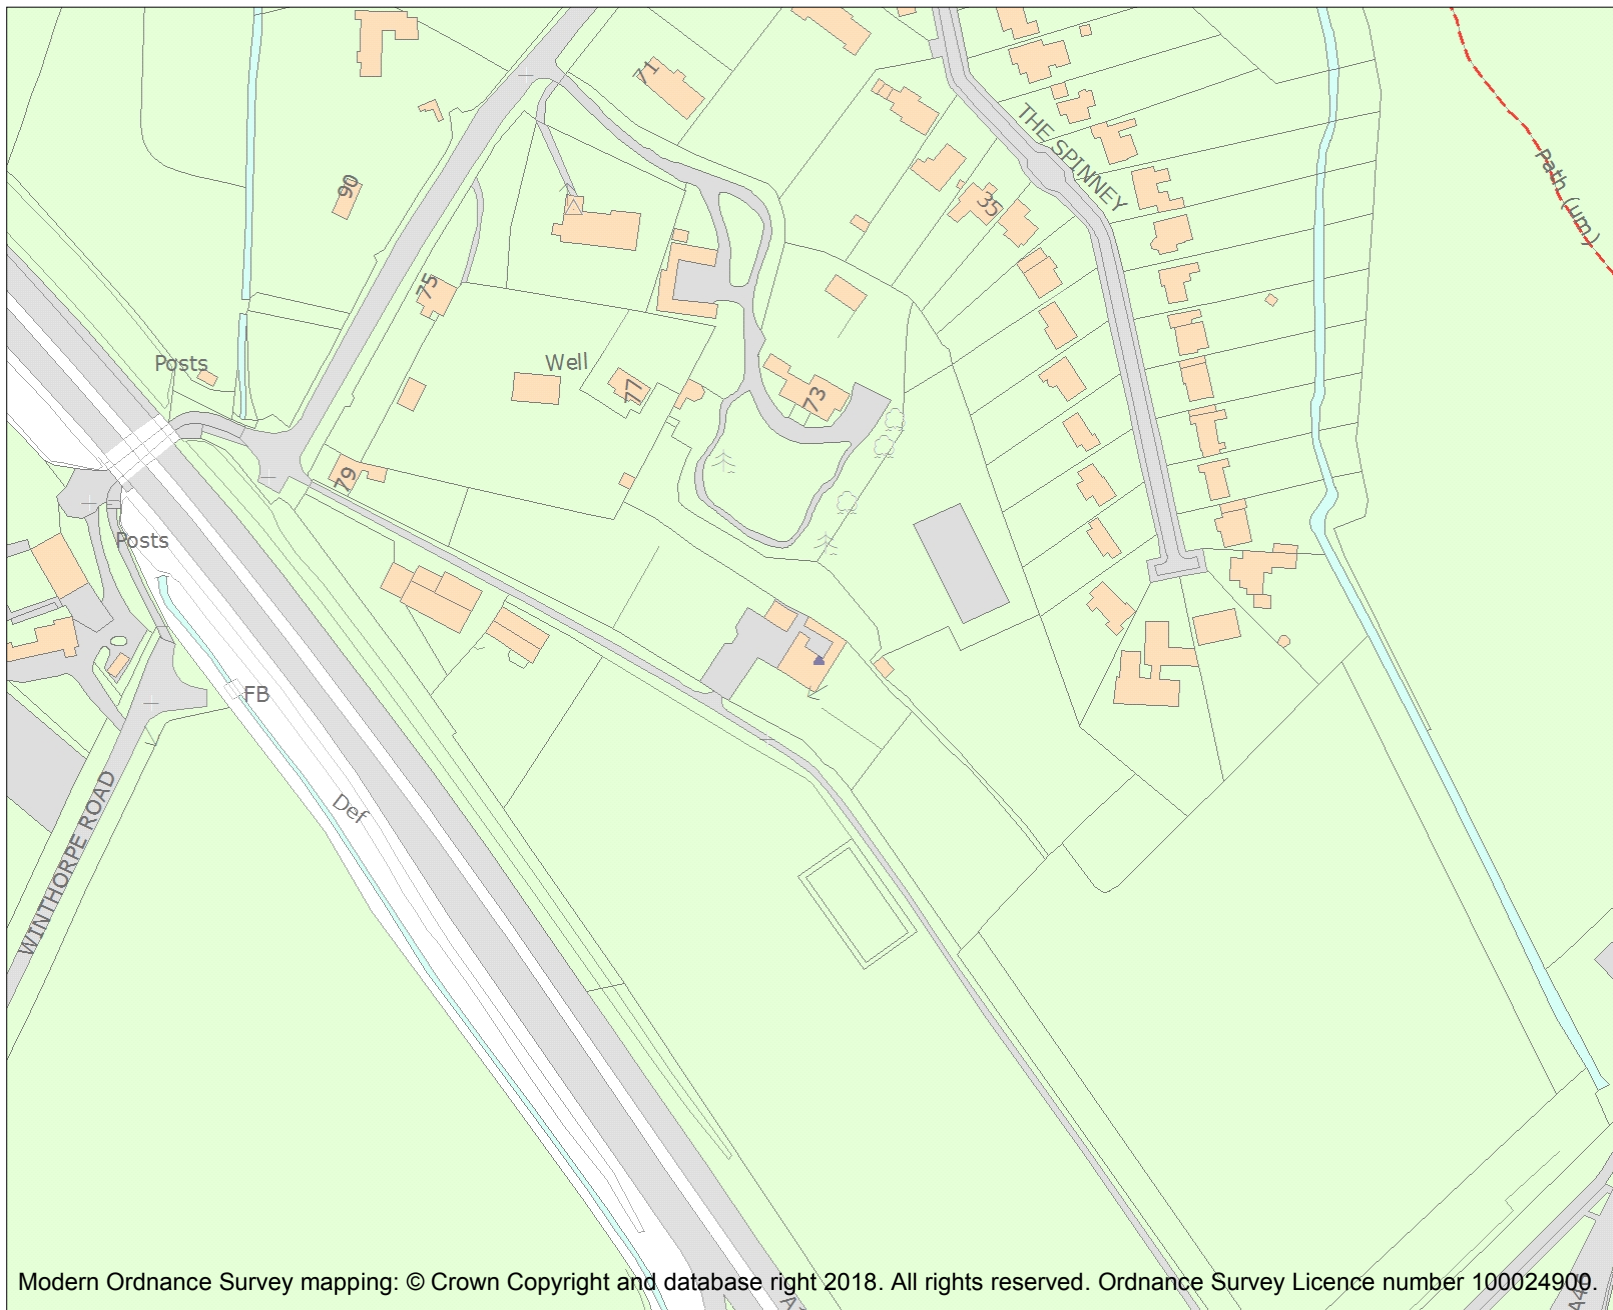 71
THE SPINNEY
Path (um)
90
35
75
Posts
Well
77
73
79
Posts
FB
Def
WINTHORPE ROAD
Modern Ordnance Survey mapping: © Crown Copyright and database right 2018. All rights reserved. Ordnance Survey Licence number 100024900.